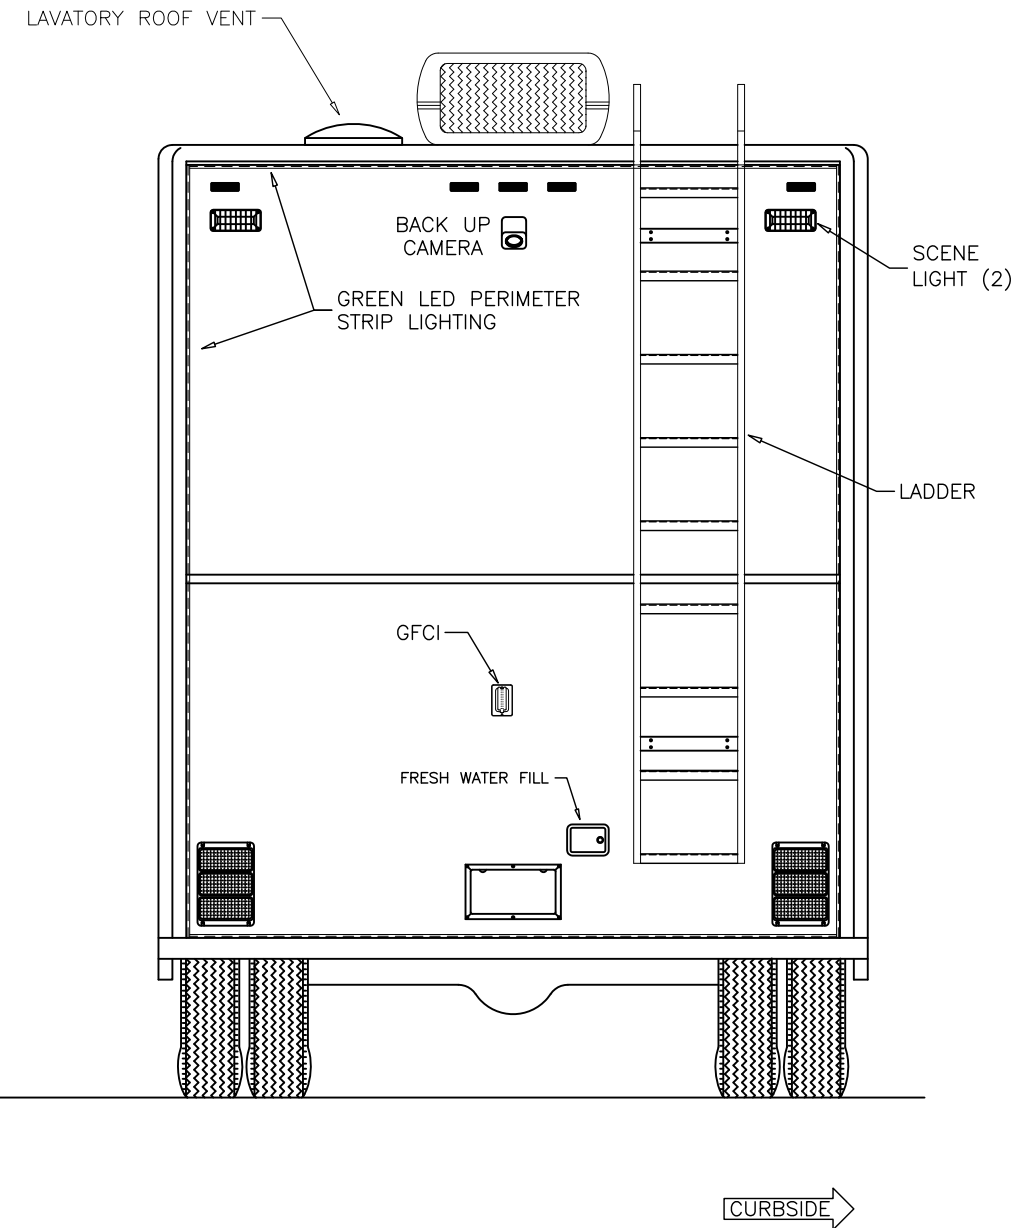 LAVATORY ROOF VENT
BACK UP
CAMERA
SCENE
LIGHT (2)
GREEN LED PERIMETER
STRIP LIGHTING
LADDER
GFCI
FRESH WATER FILL
CURBSIDE